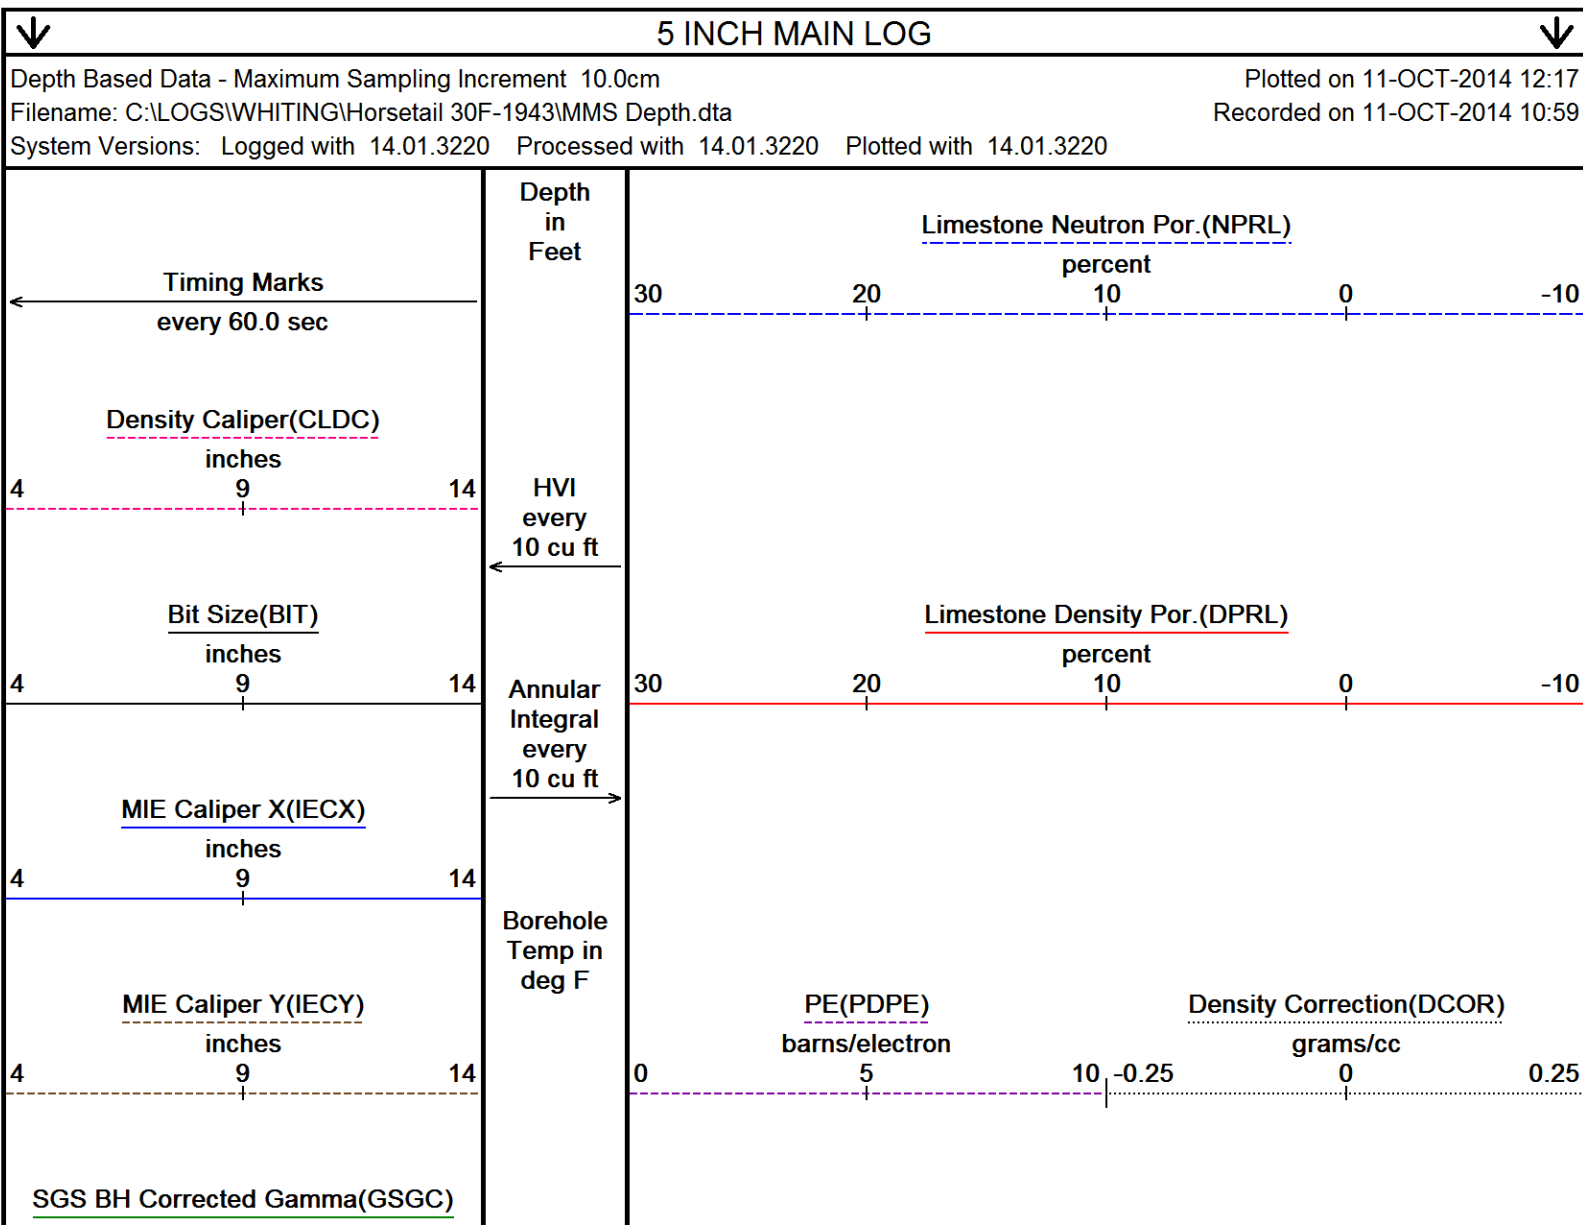 5 INCH MAIN LOG
Depth Based Data - Maximum Sampling Increment 10.0cm
Plotted on 11-OCT-2014 12:17
Filename: C:\LOGS\WHITING\Horsetail 30F-1943\MMS Depth.dta
Recorded on 11-OCT-2014 10:59
System Versions: Logged with 14.01.3220 Processed with 14.01.3220 Plotted with 14.01.3220
Timing Marks
every 60.0 sec
Density Caliper(CLDC)
inches
4 9 14
Bit Size(BIT)
inches
4 9 14
MIE Caliper X(IECX)
inches
4 9 14
MIE Caliper Y(IECY)
inches
4 9 14
SGS BH Corrected Gamma(GSGC)
Depth
in
Feet
HVI
every
10 cu ft
Annular
Integral
every
10 cu ft
Borehole
Temp in
deg F
Limestone Neutron Por.(NPRL)
percent
30 20 10 0 -10
Limestone Density Por.(DPRL)
percent
30 20 10 0 -10
PE(PDPE)
barns/electron
0 5 10
Density Correction(DCOR)
grams/cc
-0.25 0 0.25